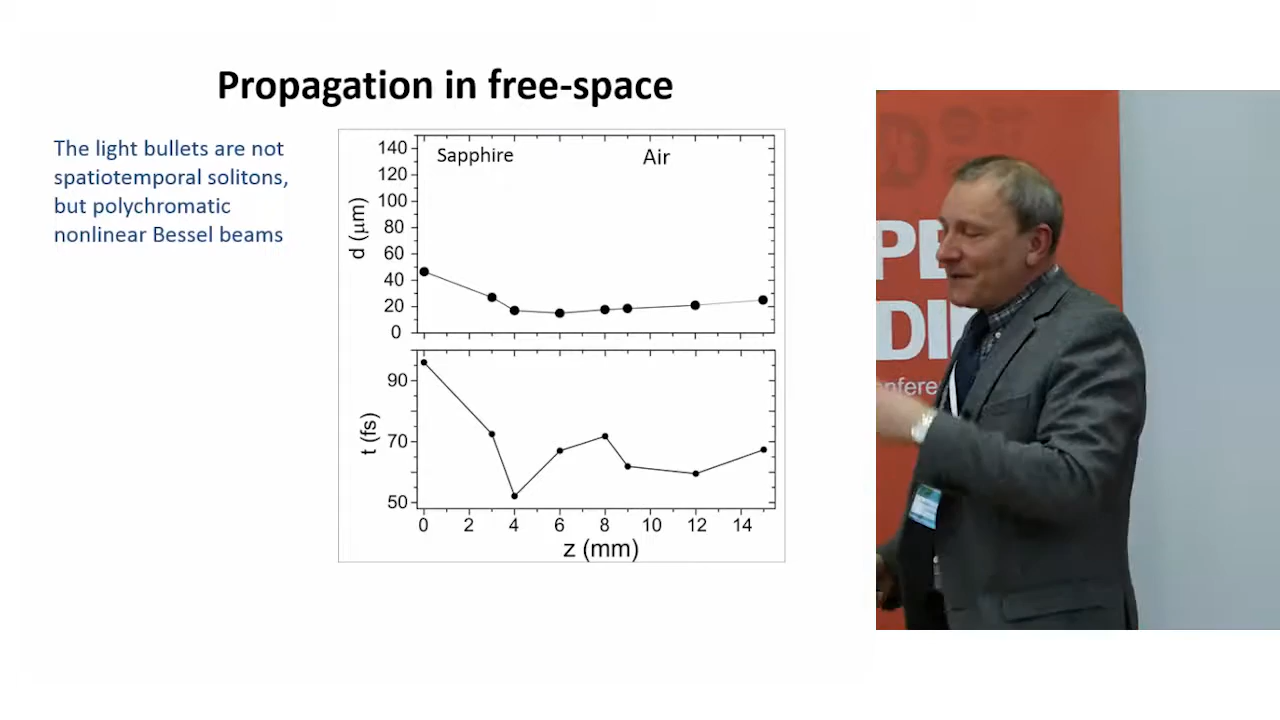 Propagation in free-space
The light bullets are not
spatiotemporal solitons,
but polychromatic
nonlinear Bessel beams
Sapphire
Air
140
120
100
80
60
40
20
0
d (μm)
90
70
50
t (fs)
0 2 4 6 8 10 12 14
z (mm)